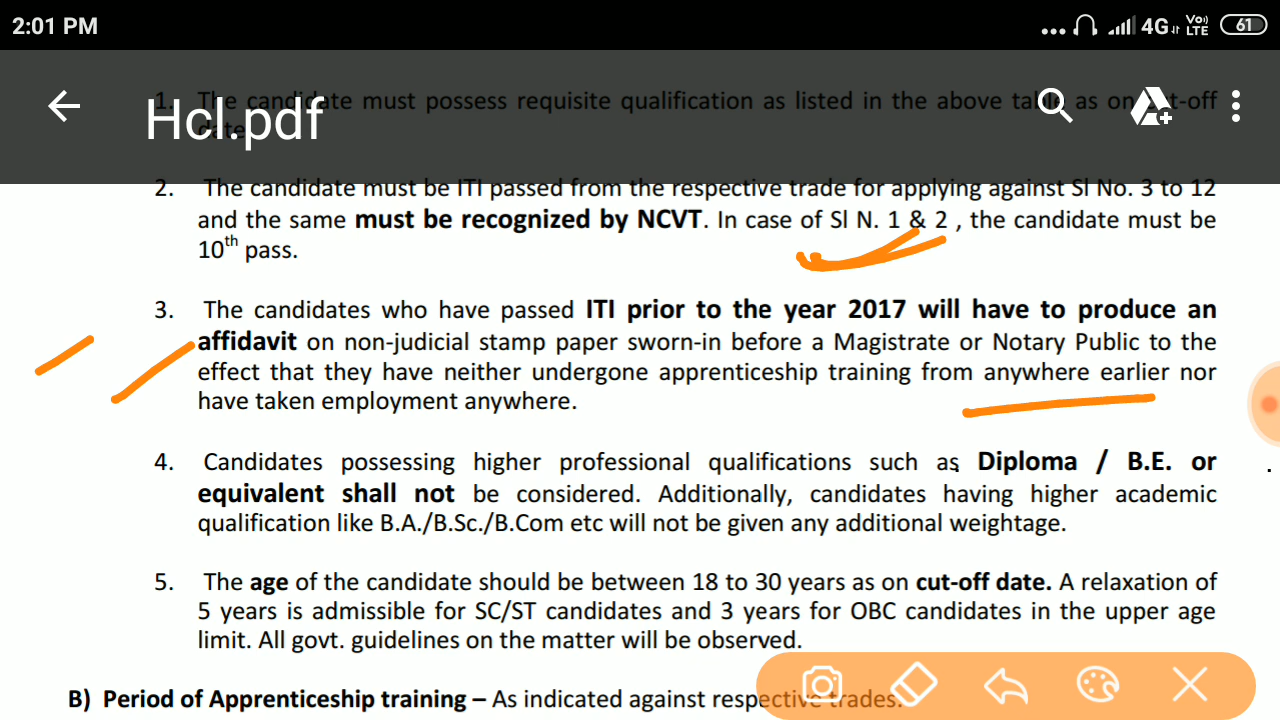 2:01 PM
4G Vo)) LTE 61
1. The candidate must possess requisite qualification as listed in the above table as on cut-off
Hcl.pdf
date
2. The candidate must be ITI passed from the respective trade for applying against Sl No. 3 to 12
and the same must be recognized by NCVT. In case of Sl N. 1 & 2 , the candidate must be
10th pass.
3. The candidates who have passed ITI prior to the year 2017 will have to produce an
affidavit on non-judicial stamp paper sworn-in before a Magistrate or Notary Public to the
effect that they have neither undergone apprenticeship training from anywhere earlier nor
have taken employment anywhere.
4. Candidates possessing higher professional qualifications such as Diploma / B.E. or
equivalent shall not be considered. Additionally, candidates having higher academic
qualification like B.A./B.Sc./B.Com etc will not be given any additional weightage.
5. The age of the candidate should be between 18 to 30 years as on cut-off date. A relaxation of
5 years is admissible for SC/ST candidates and 3 years for OBC candidates in the upper age
limit. All govt. guidelines on the matter will be observed.
B) Period of Apprenticeship training – As indicated against respective trades.